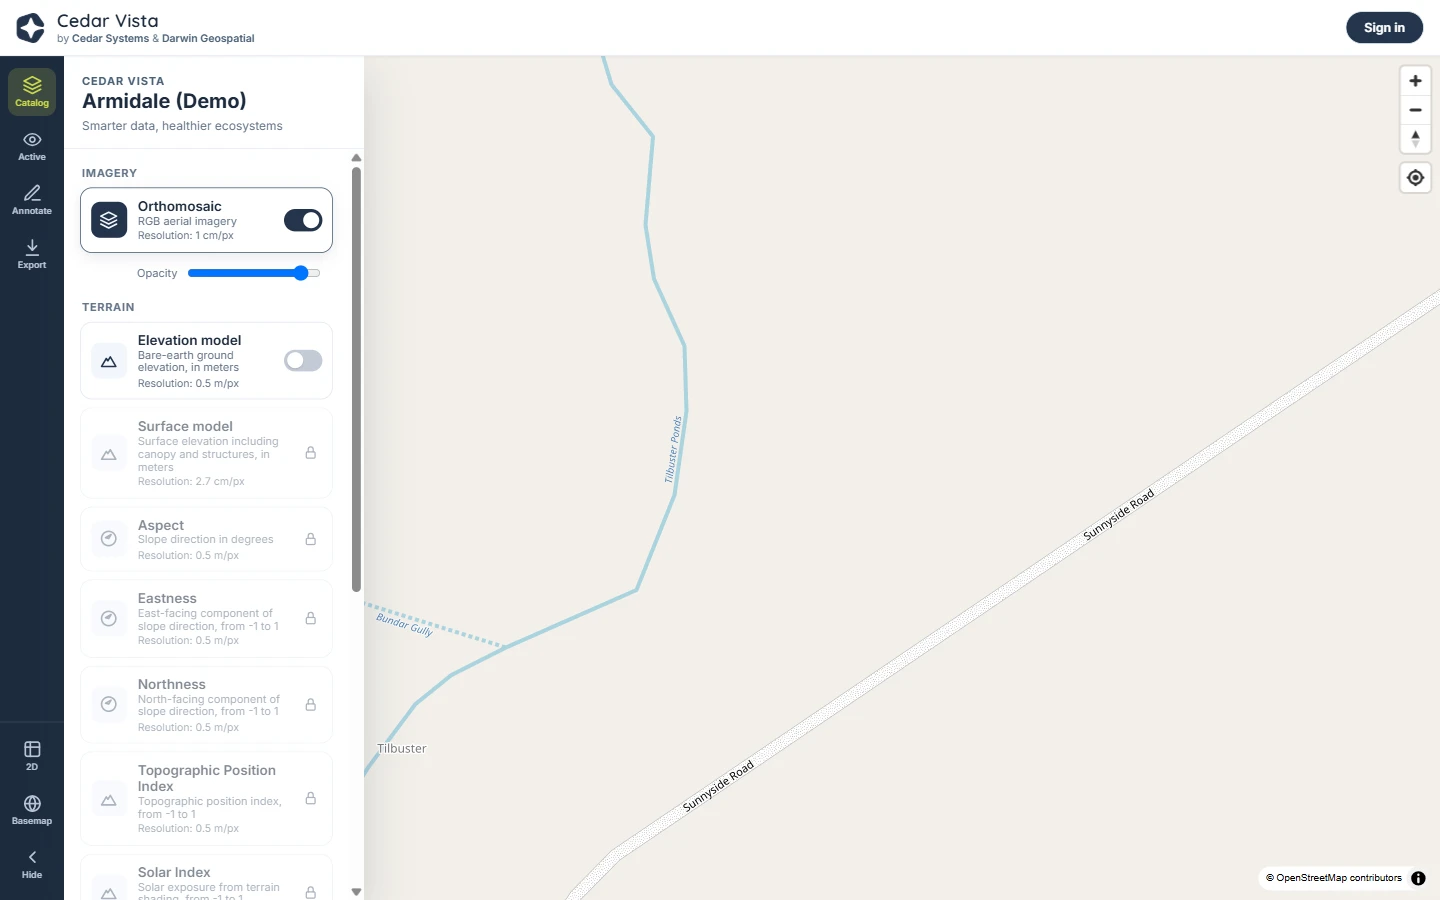 Cedar Vista
by Cedar Systems & Darwin Geospatial
Sign in
Catalog
Active
Annotate
Export
2D
Basemap
Hide
CEDAR VISTA
Armidale (Demo)
Smarter data, healthier ecosystems
IMAGERY
Orthomosaic
RGB aerial imagery
Resolution: 1 cm/px
Opacity
TERRAIN
Elevation model
Bare-earth ground
elevation, in meters
Resolution: 0.5 m/px
Surface model
Surface elevation including
canopy and structures, in
meters
Resolution: 2.7 cm/px
Aspect
Slope direction in degrees
Resolution: 0.5 m/px
Eastness
East-facing component of
slope direction, from -1 to 1
Resolution: 0.5 m/px
Northness
North-facing component of
slope direction, from -1 to 1
Resolution: 0.5 m/px
Topographic Position
Index
Topographic position index,
from -1 to 1
Resolution: 0.5 m/px
Solar Index
Solar exposure from terrain
shading, from -1 to 1
Tilbuster Ponds
Sunnyside Road
Bundar Gully
Tilbuster
Sunnyside Road
© OpenStreetMap contributors